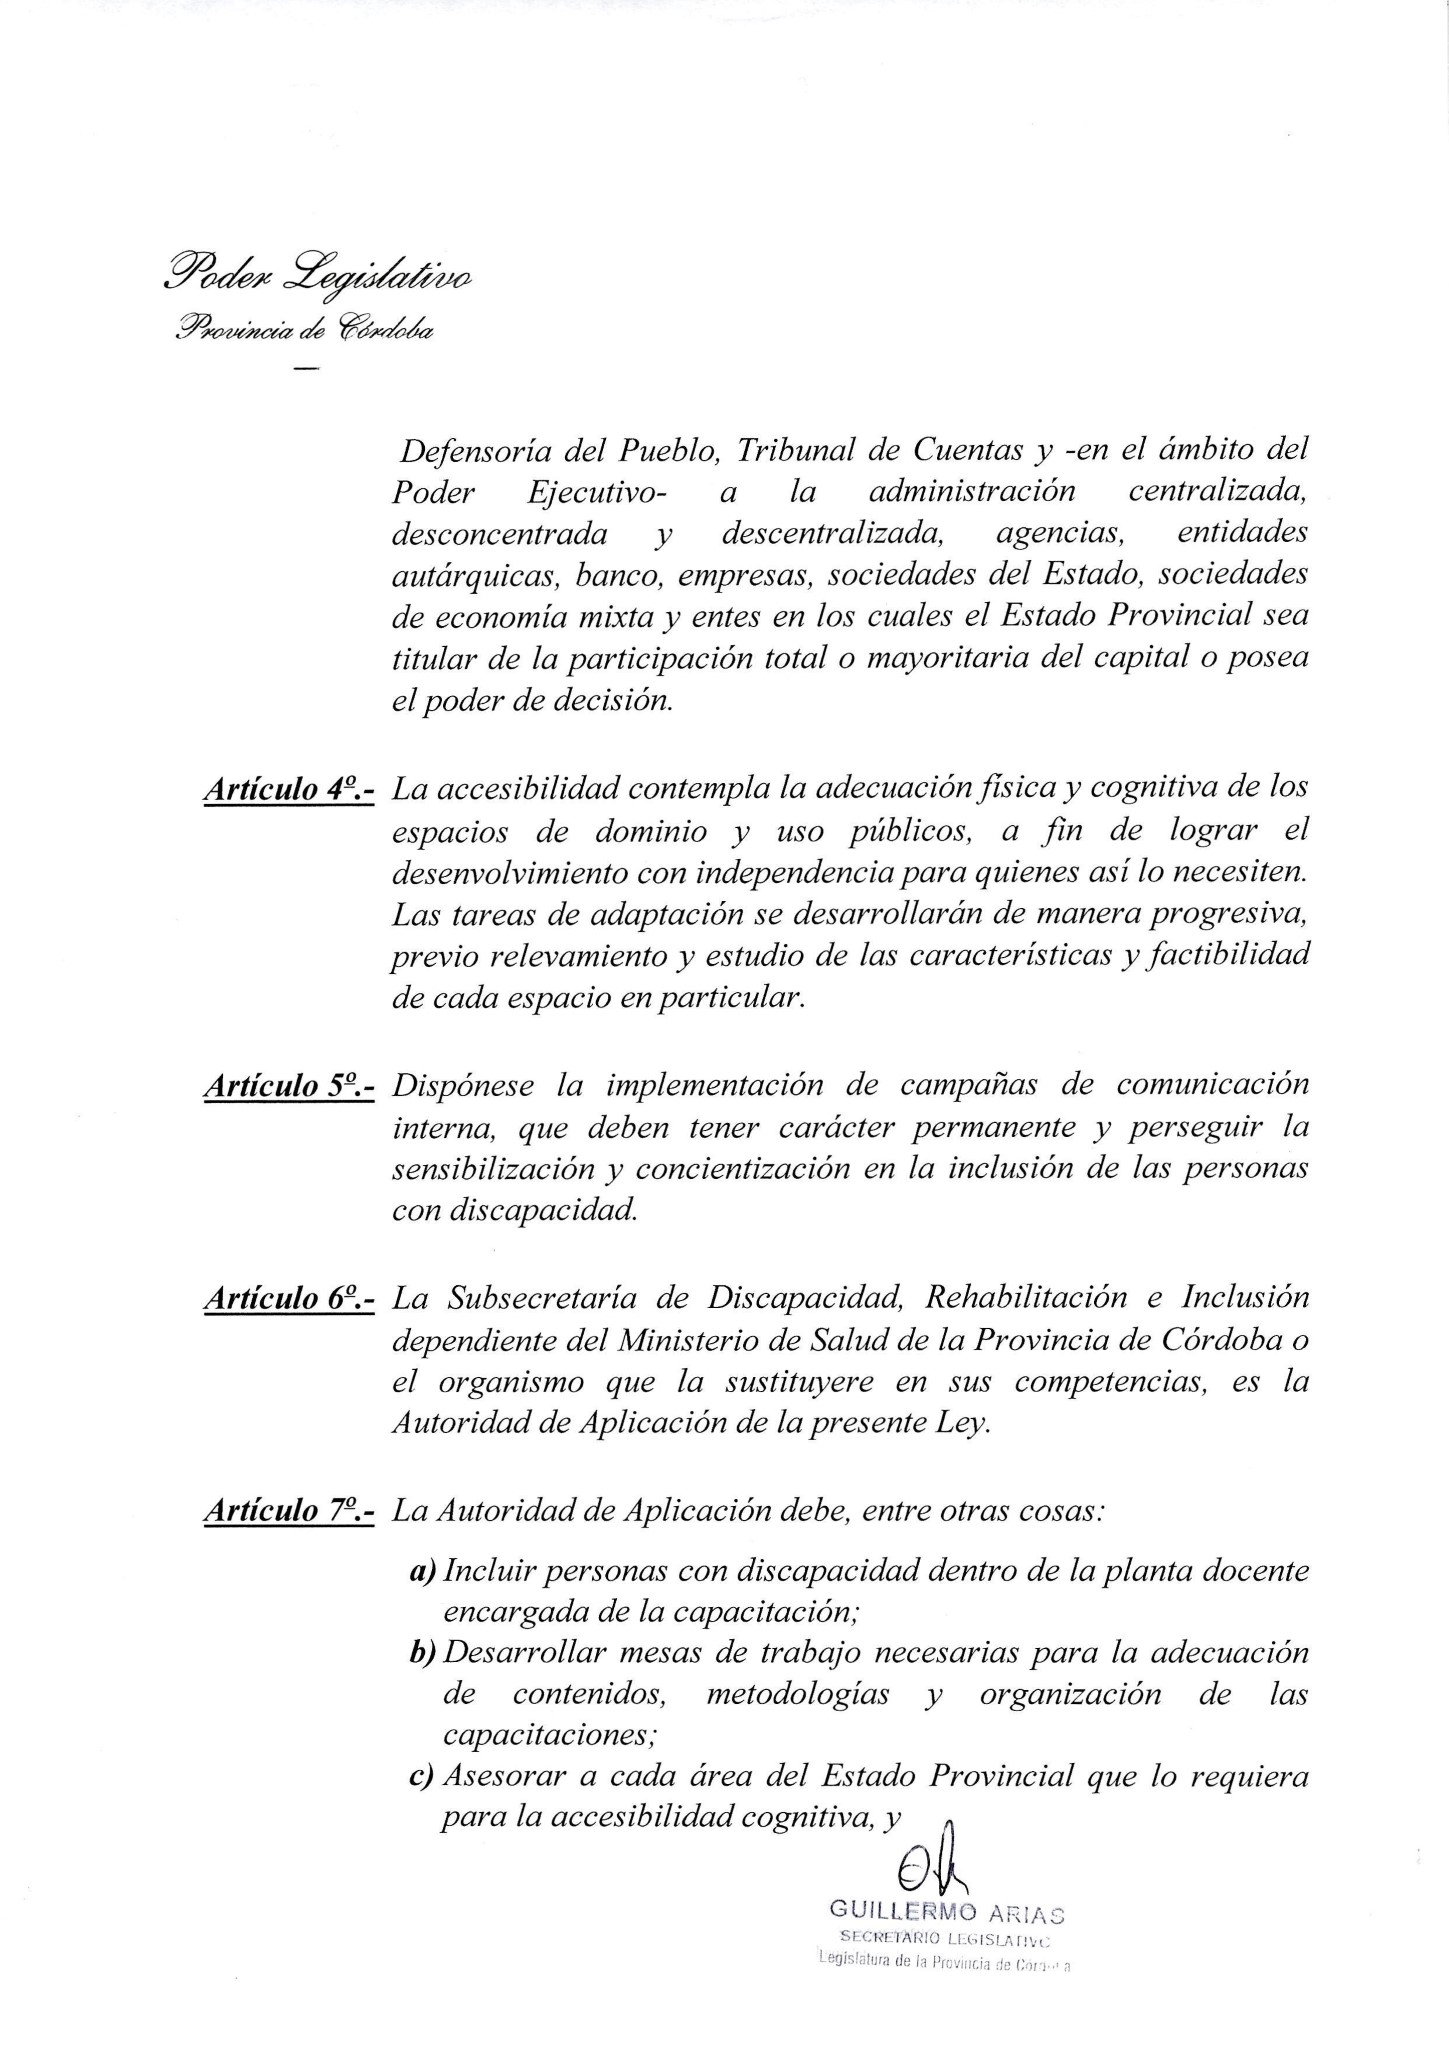 Poder Legislativo
Provincia de Córdoba
Defensoría del Pueblo, Tribunal de Cuentas y -en el ámbito del
Poder Ejecutivo- a la administración centralizada,
desconcentrada y descentralizada, agencias, entidades
autárquicas, banco, empresas, sociedades del Estado, sociedades
de economía mixta y entes en los cuales el Estado Provincial sea
titular de la participación total o mayoritaria del capital o posea
el poder de decisión.
Artículo 4º.- La accesibilidad contempla la adecuación física y cognitiva de los
espacios de dominio y uso públicos, a fin de lograr el
desenvolvimiento con independencia para quienes así lo necesiten.
Las tareas de adaptación se desarrollarán de manera progresiva,
previo relevamiento y estudio de las características y factibilidad
de cada espacio en particular.
Artículo 5º.- Dispónese la implementación de campañas de comunicación
interna, que deben tener carácter permanente y perseguir la
sensibilización y concientización en la inclusión de las personas
con discapacidad.
Artículo 6º.- La Subsecretaría de Discapacidad, Rehabilitación e Inclusión
dependiente del Ministerio de Salud de la Provincia de Córdoba o
el organismo que la sustituyere en sus competencias, es la
Autoridad de Aplicación de la presente Ley.
Artículo 7º.- La Autoridad de Aplicación debe, entre otras cosas:
a) Incluir personas con discapacidad dentro de la planta docente
encargada de la capacitación;
b) Desarrollar mesas de trabajo necesarias para la adecuación
de contenidos, metodologías y organización de las
capacitaciones;
c) Asesorar a cada área del Estado Provincial que lo requiera
para la accesibilidad cognitiva, y
GUILLERMO ARIAS
SECRETARIO LEGISLATIVO
Legislatura de la Provincia de Córdoba